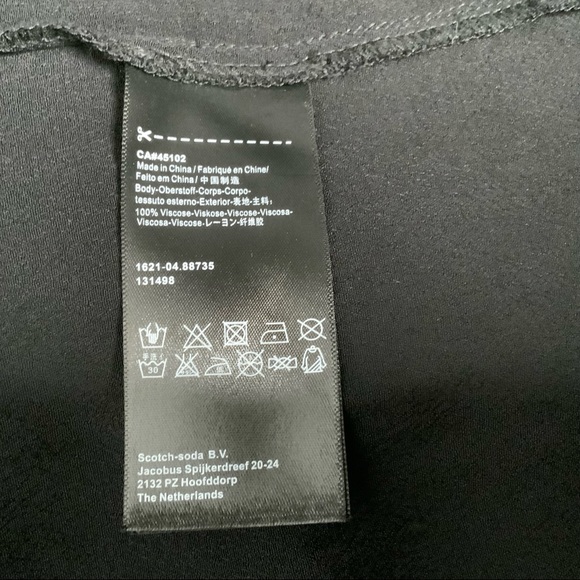 CA#45102
Made in China / Fabriqué en Chine/
Feito em China / 中国制造
Body-Oberstoff-Corps-Corpo-
tessuto esterno-Exterior-表地-主料:
100% Viscose-Viskose-Viscose-Viscosa-
Viscosa-Viscose-レーヨン-纤维胶
1621-04.88735
131498
30
Scotch-soda B.V.
Jacobus Spijkerdreef 20-24
2132 PZ Hoofddorp
The Netherlands